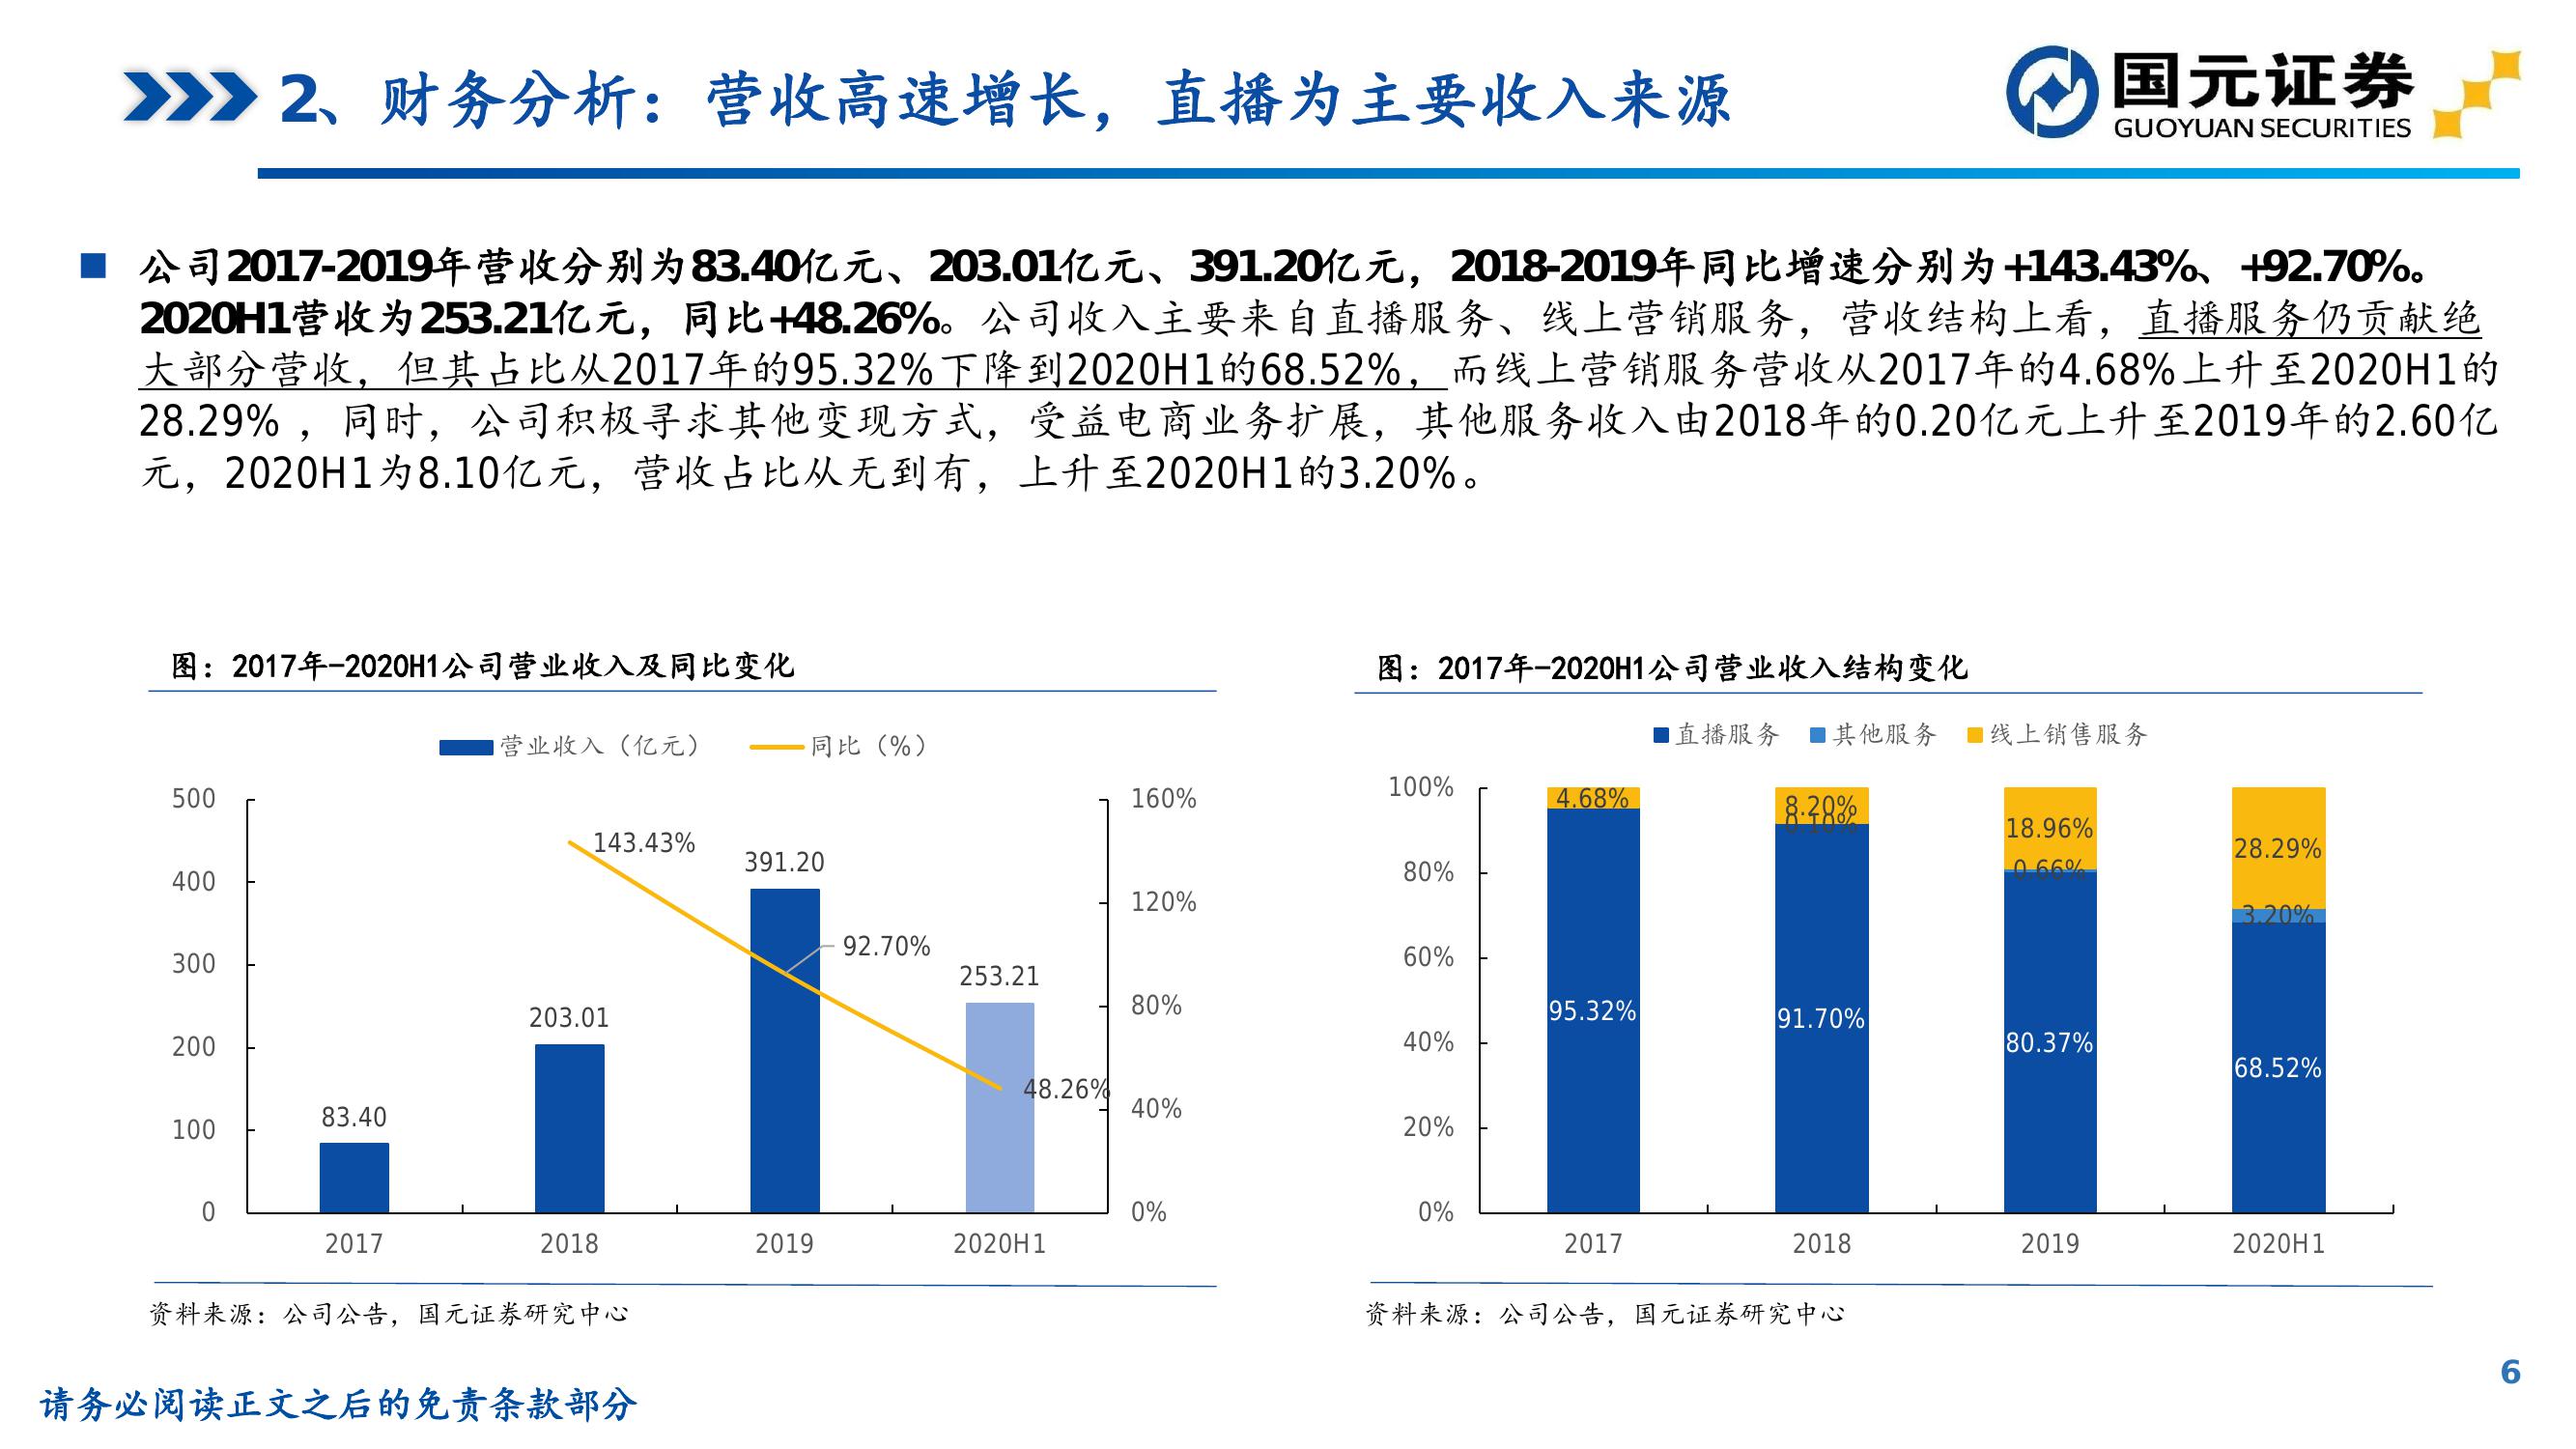 2、财务分析：营收高速增长，直播为主要收入来源
国元证券
GUOYUAN SECURITIES
公司2017-2019年营收分别为83.40亿元、203.01亿元、391.20亿元，2018-2019年同比增速分别为+143.43%、+92.70%。
2020H1营收为253.21亿元，同比+48.26%。公司收入主要来自直播服务、线上营销服务，营收结构上看，直播服务仍贡献绝
大部分营收，但其占比从2017年的95.32%下降到2020H1的68.52%，而线上营销服务营收从2017年的4.68%上升至2020H1的
28.29%，同时，公司积极寻求其他变现方式，受益电商业务扩展，其他服务收入由2018年的0.20亿元上升至2019年的2.60亿
元，2020H1为8.10亿元，营收占比从无到有，上升至2020H1的3.20%。
图：2017年-2020H1公司营业收入及同比变化
营业收入（亿元） 同比（%）
500
400
300
200
100
0
160%
120%
80%
40%
0%
143.43%
391.20
92.70%
253.21
203.01
48.26%
83.40
2017 2018 2019 2020H1
资料来源：公司公告，国元证券研究中心
图：2017年-2020H1公司营业收入结构变化
直播服务 其他服务 线上销售服务
100%
80%
60%
40%
20%
0%
4.68%
8.20%
0.10%
18.96%
0.66%
28.29%
3.20%
95.32%
91.70%
80.37%
68.52%
2017 2018 2019 2020H1
资料来源：公司公告，国元证券研究中心
请务必阅读正文之后的免责条款部分
6